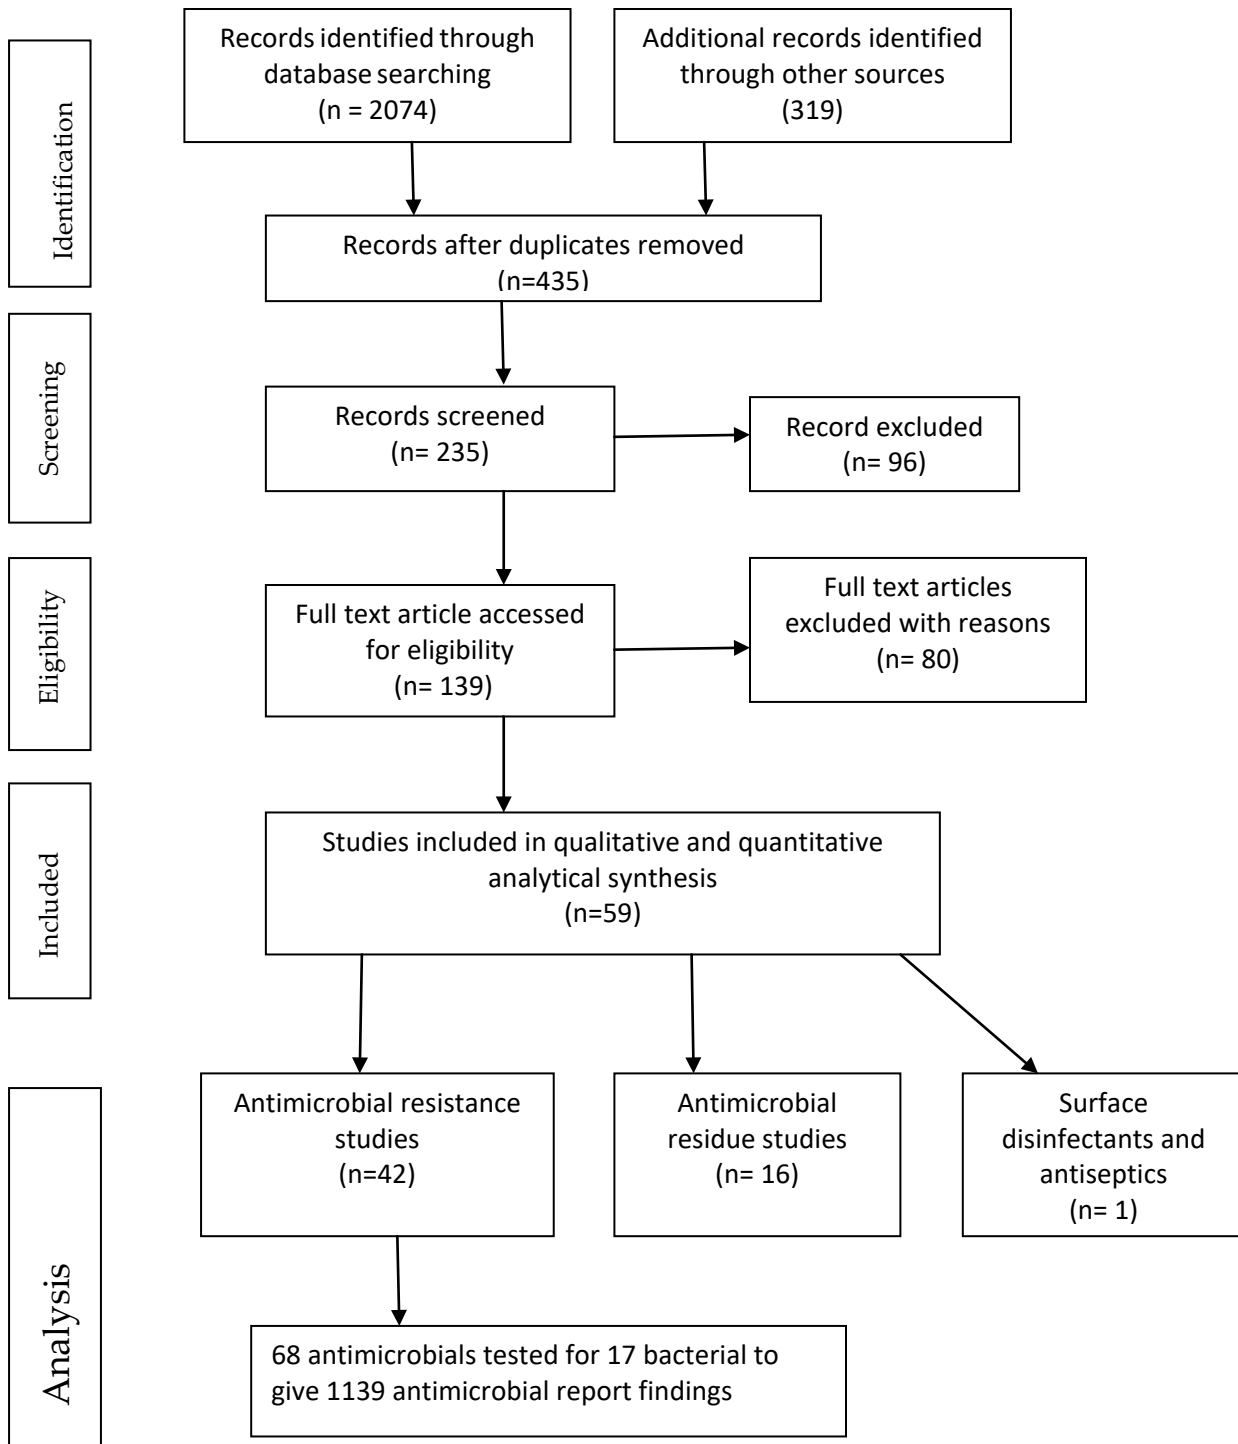 Identification
Records identified through
database searching
(n = 2074)
Additional records identified
through other sources
(319)
Records after duplicates removed
(n=435)
Screening
Records screened
(n= 235)
Record excluded
(n= 96)
Eligibility
Full text article accessed
for eligibility
(n= 139)
Full text articles
excluded with reasons
(n= 80)
Included
Studies included in qualitative and quantitative
analytical synthesis
(n=59)
Analysis
Antimicrobial resistance
studies
(n=42)
Antimicrobial
residue studies
(n= 16)
Surface
disinfectants and
antiseptics
(n= 1)
68 antimicrobials tested for 17 bacterial to
give 1139 antimicrobial report findings